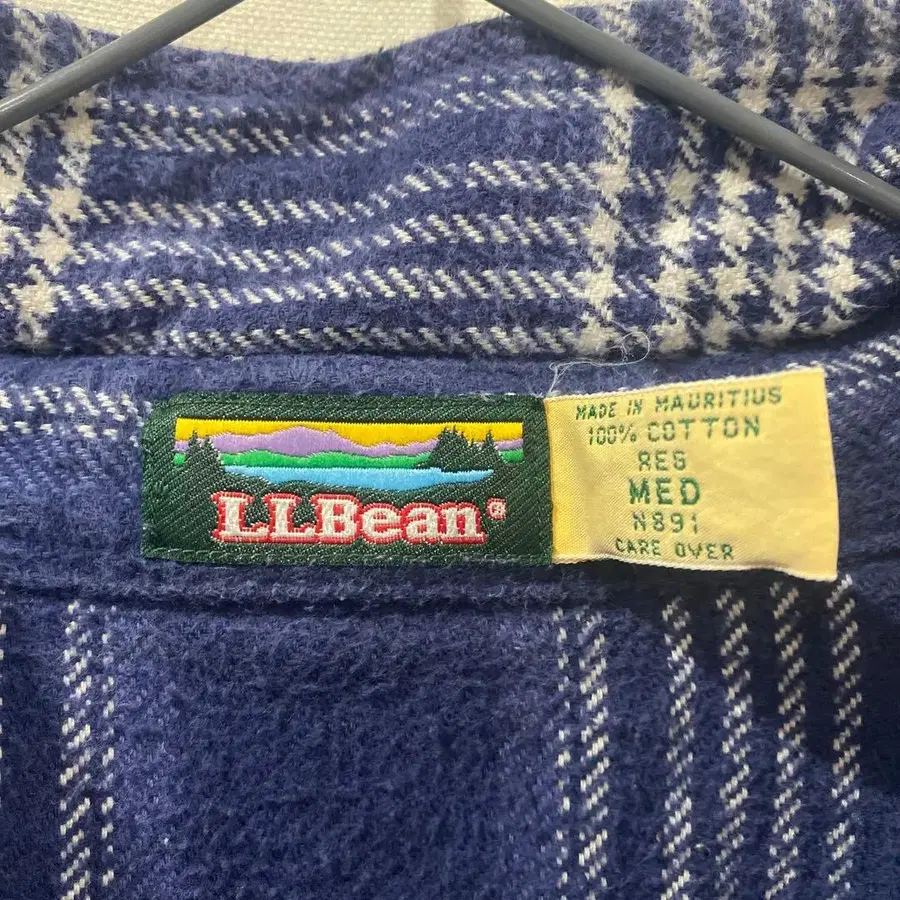 LLBean®
MADE IN MAURITIUS
100% COTTON
REG
MED
N891
CARE OVER